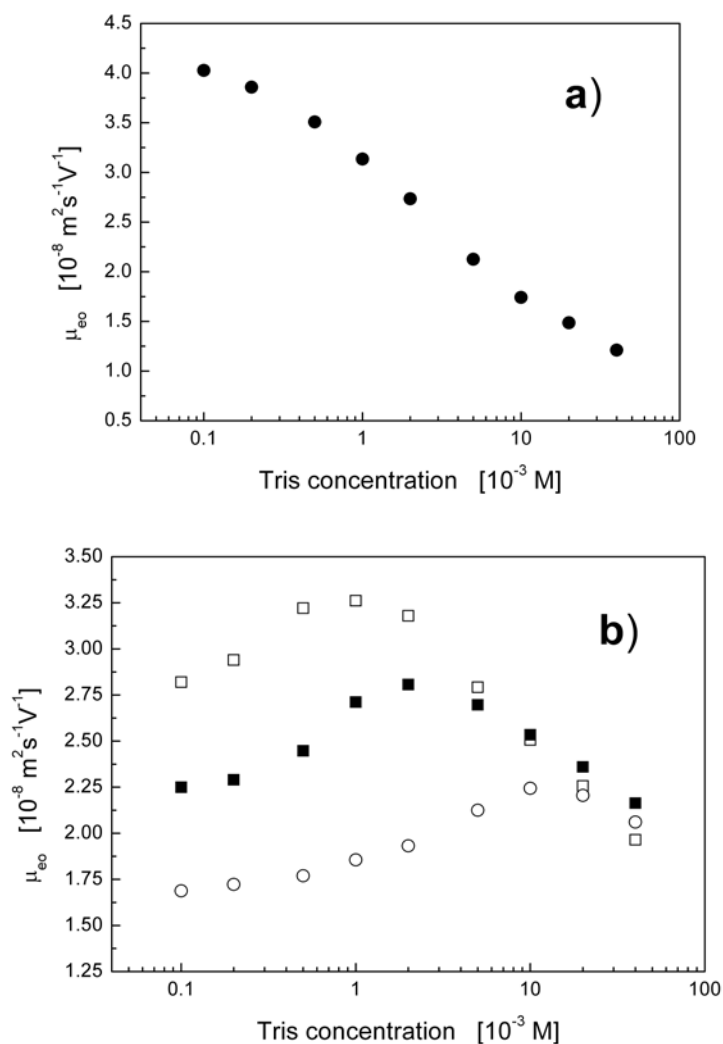 4.5
4.0
3.5
3.0
2.5
2.0
1.5
1.0
0.5
μeo [10⁻⁸ m²s⁻¹V⁻¹]
a)
0.1 1 10 100
Tris concentration [10⁻³ M]
3.50
3.25
3.00
2.75
2.50
2.25
2.00
1.75
1.50
1.25
μeo [10⁻⁸ m²s⁻¹V⁻¹]
b)
0.1 1 10 100
Tris concentration [10⁻³ M]